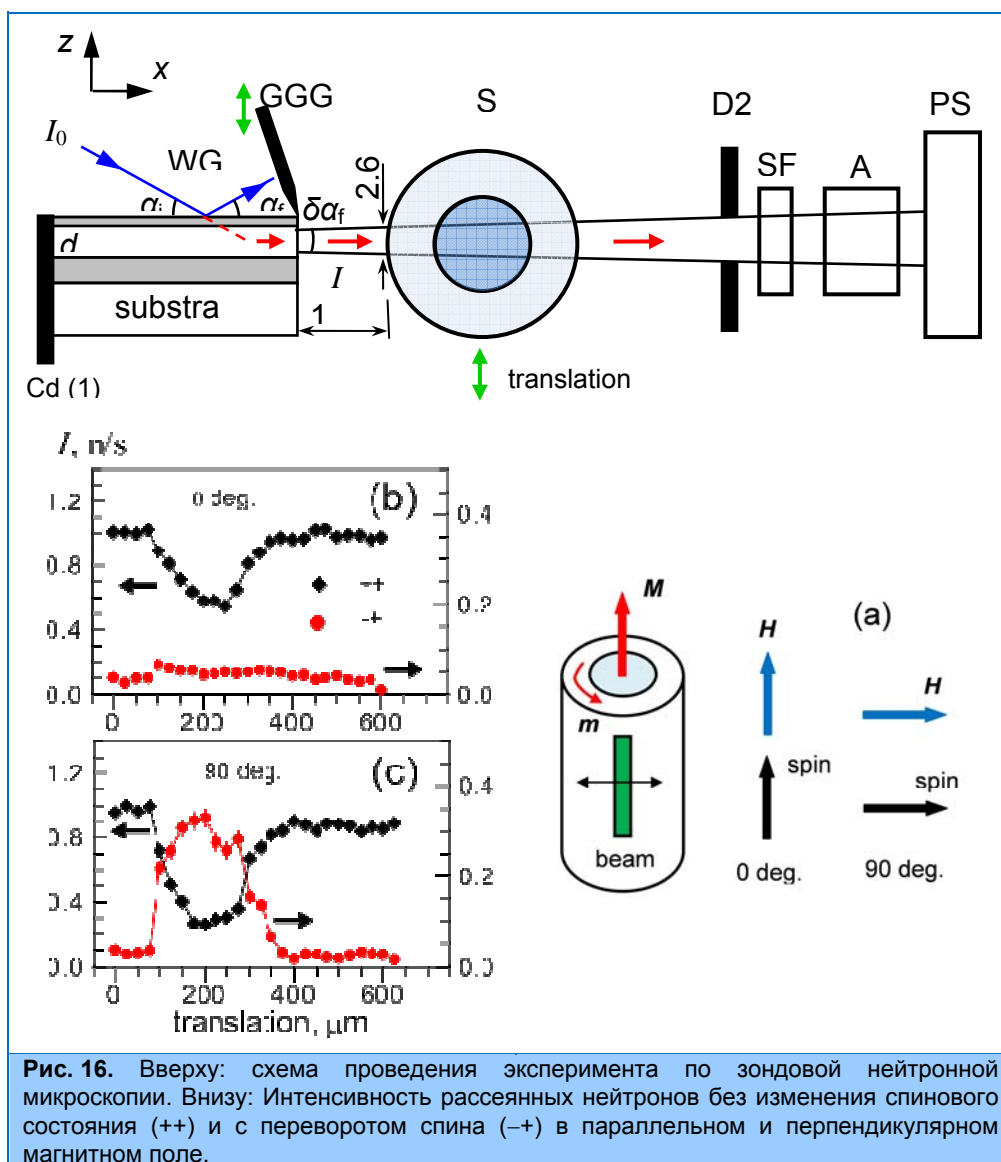 z
x
GGG
S
D2
PS
I₀
WG
SF
A
2.6
αi
αf
δαf
d
I
substra
1
translation
Cd (1)
I, n/s
0 deg.
(b)
1.2
0.8
0.4
0.0
0.4
0.2
0.0
-+
-+
0
200
400
600
90 deg.
(c)
1.2
0.8
0.4
0.0
0.4
0.2
0.0
0
200
400
600
translation, μm
M
(a)
H
H
m
spin
spin
beam
0 deg.
90 deg.
Рис. 16. Вверху: схема проведения эксперимента по зондовой нейтронной
микроскопии. Внизу: Интенсивность рассеянных нейтронов без изменения спинового
состояния (++) и с переворотом спина (−+) в параллельном и перпендикулярном
магнитном поле.